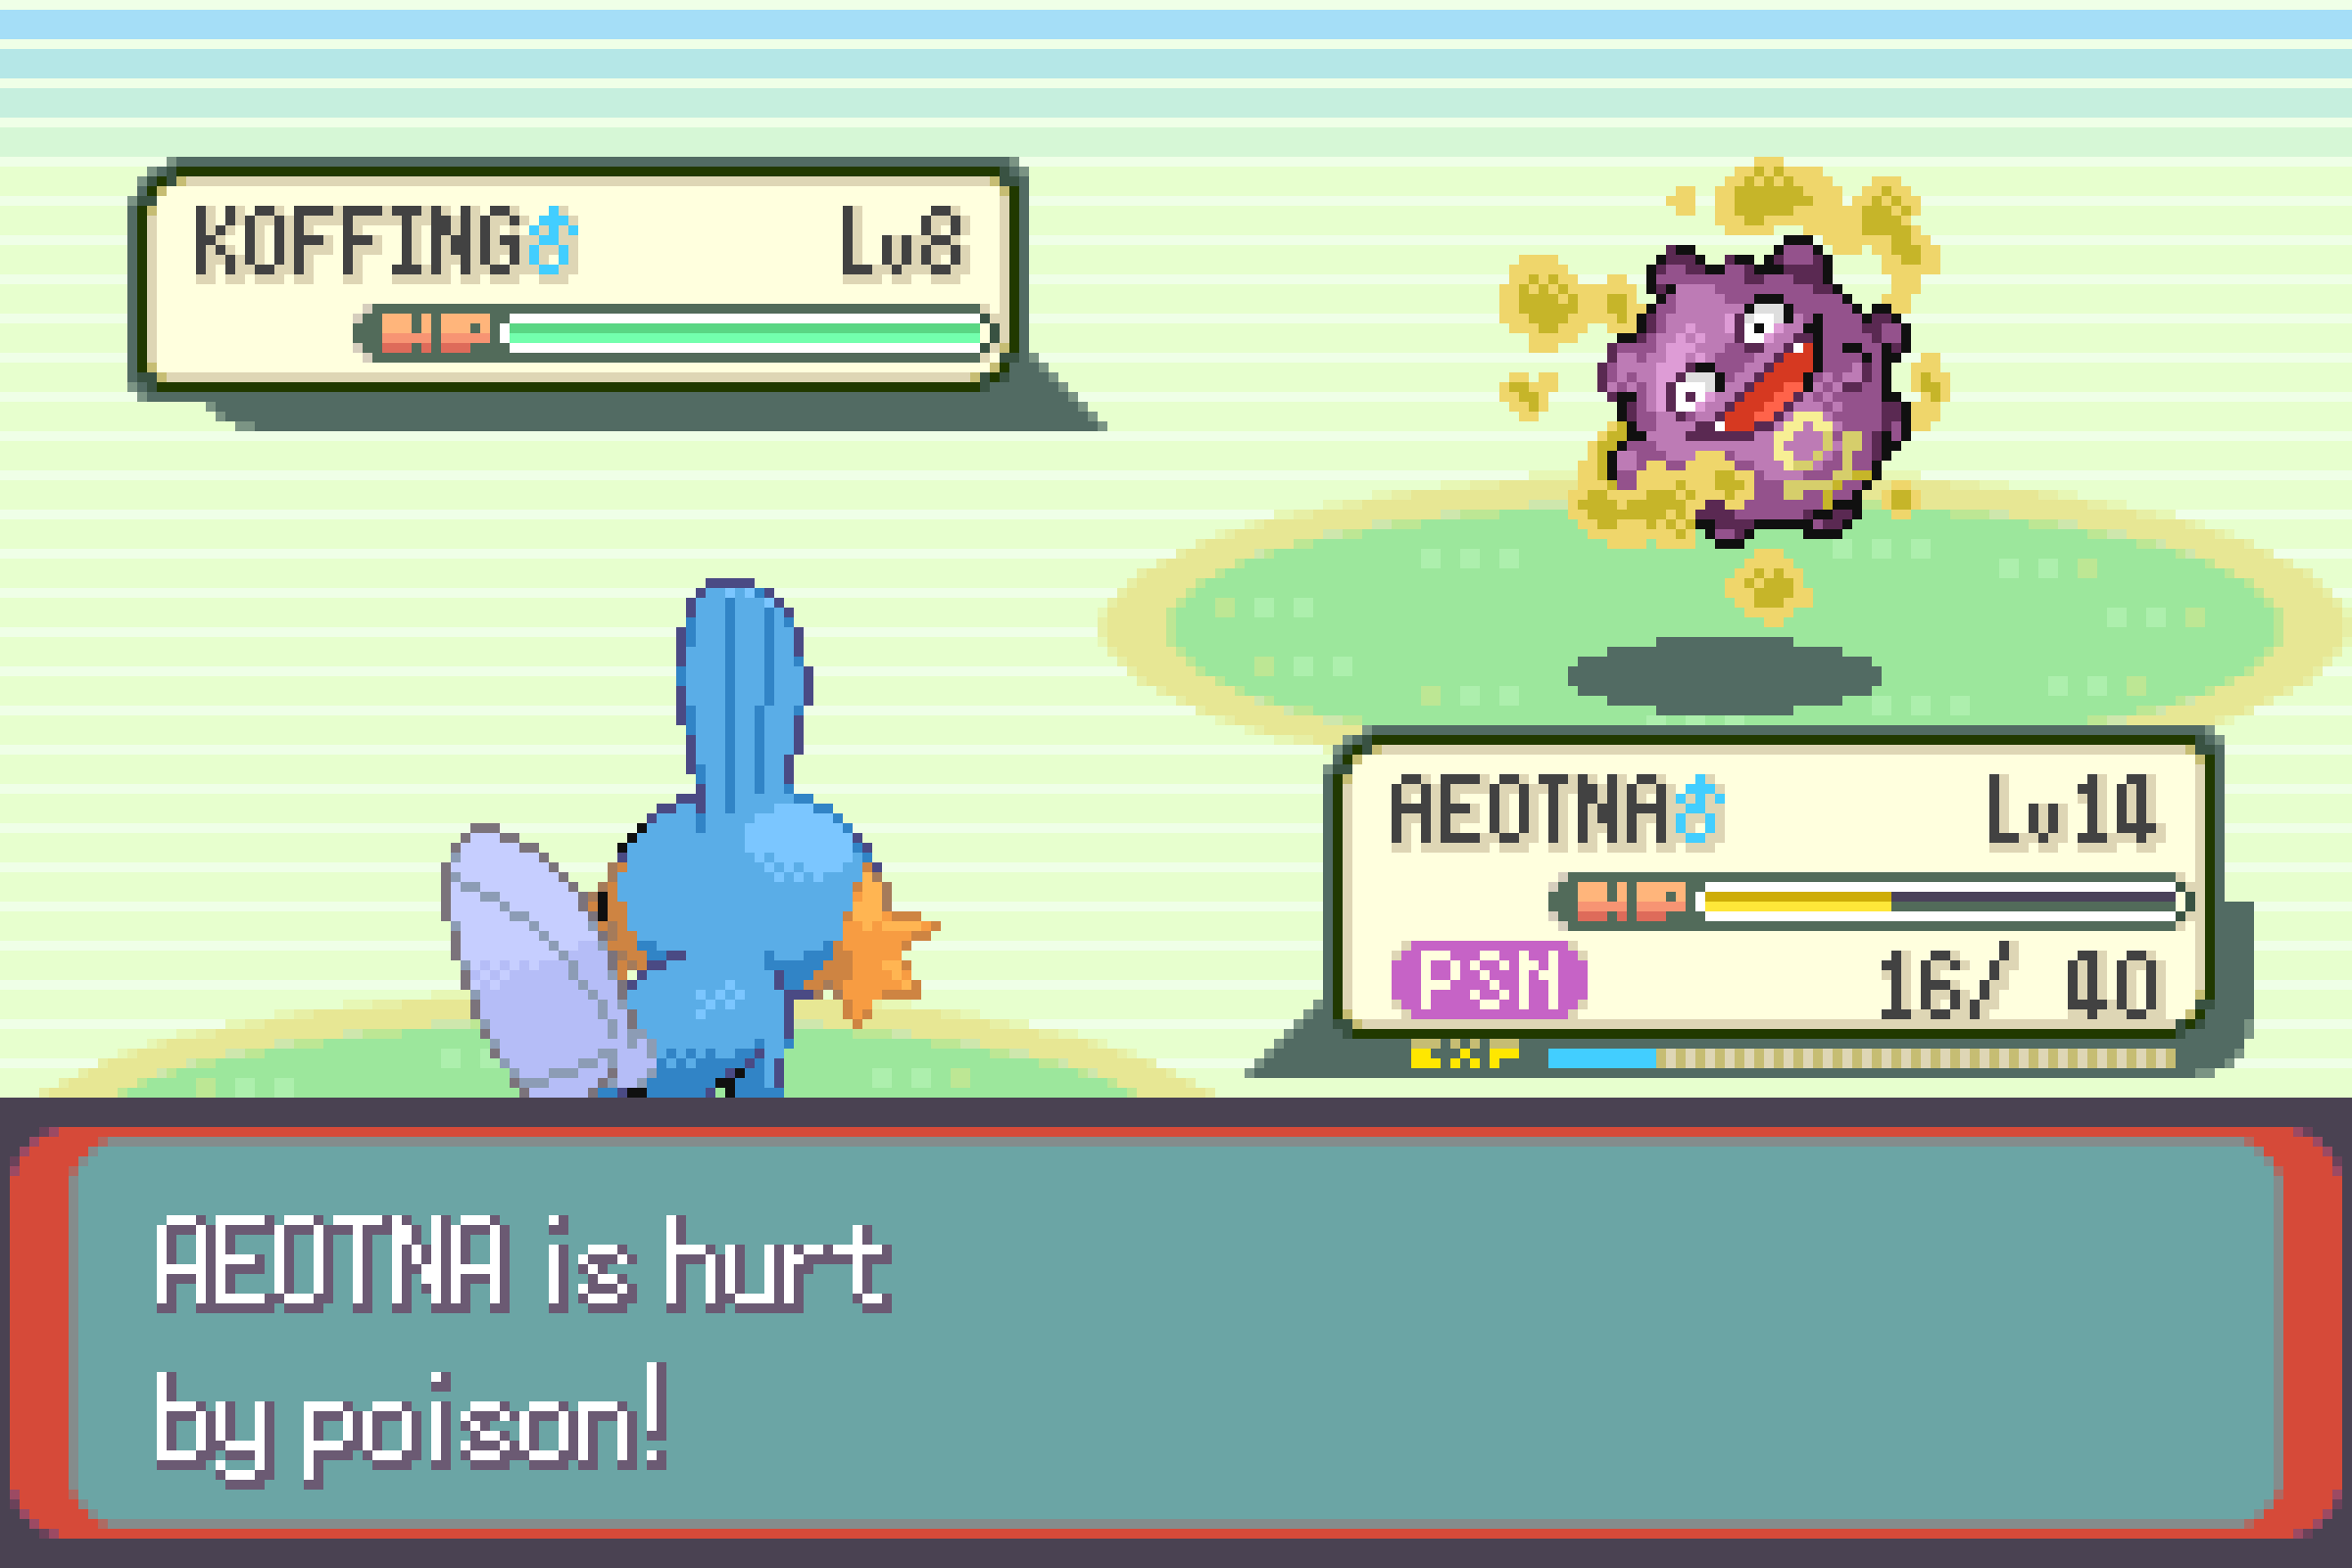 KOFFING♂ Lv8
HP
AEOTNA♂ Lv14
HP
PSN 16/ 40
EXP
AEOTNA is hurt
by poison!